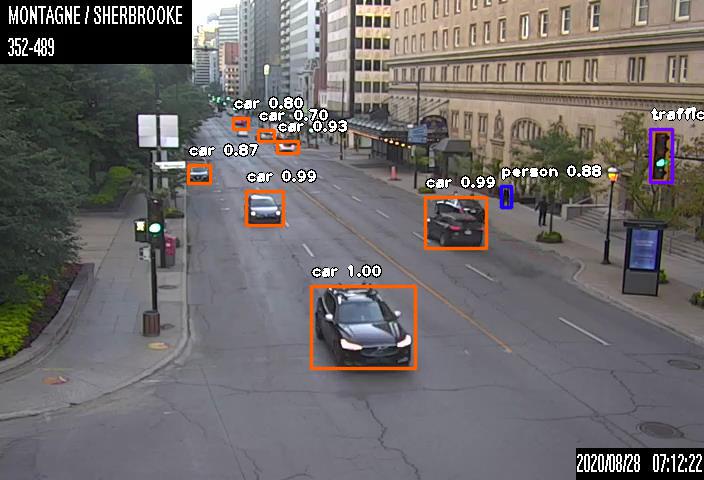 MONTAGNE / SHERBROOKE
352-489
car 0.80
car 0.70
car 0.93
car 0.87
car 0.99
car 0.99
person 0.88
traffic
car 1.00
2020/08/28 07:12:22